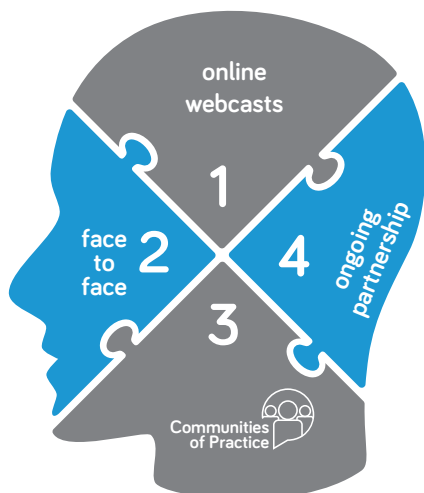 online
webcasts
1
face
to
face
2
3
Communities
of Practice
4
ongoing
partnership